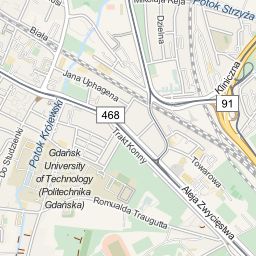 Mikołaja Reja
Potok Strzyża
Dzielna
Biała
Jana Uphagena
Kliniczna
91
468
Potok Królewski
Trakt Konny
Do Studzienki
Gdańsk
University
of Technology
(Politechnika
Gdańska)
Towarowa
Aleja Zwycięstwa
Romualda Traugutta